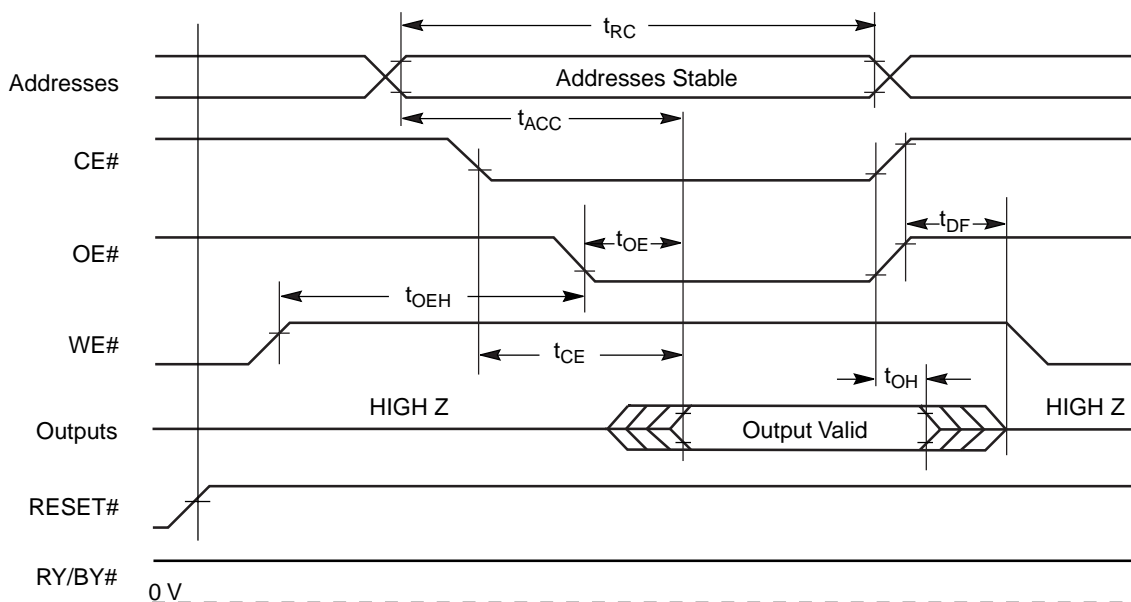 tRC
Addresses
Addresses Stable
tACC
CE#
tDF
OE#
tOE
tOEH
WE#
tCE
tOH
HIGH Z
HIGH Z
Outputs
Output Valid
RESET#
RY/BY#
0 V